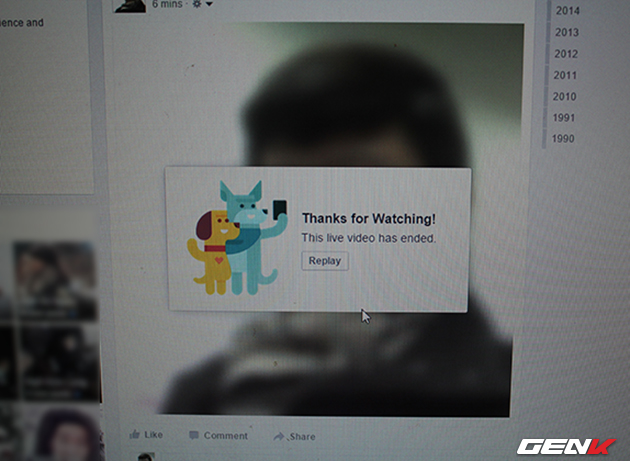 6 mins
ience and
2014
2013
2012
2011
2010
1991
1990
Thanks for Watching!
This live video has ended.
Replay
Like
Comment
Share
GENK